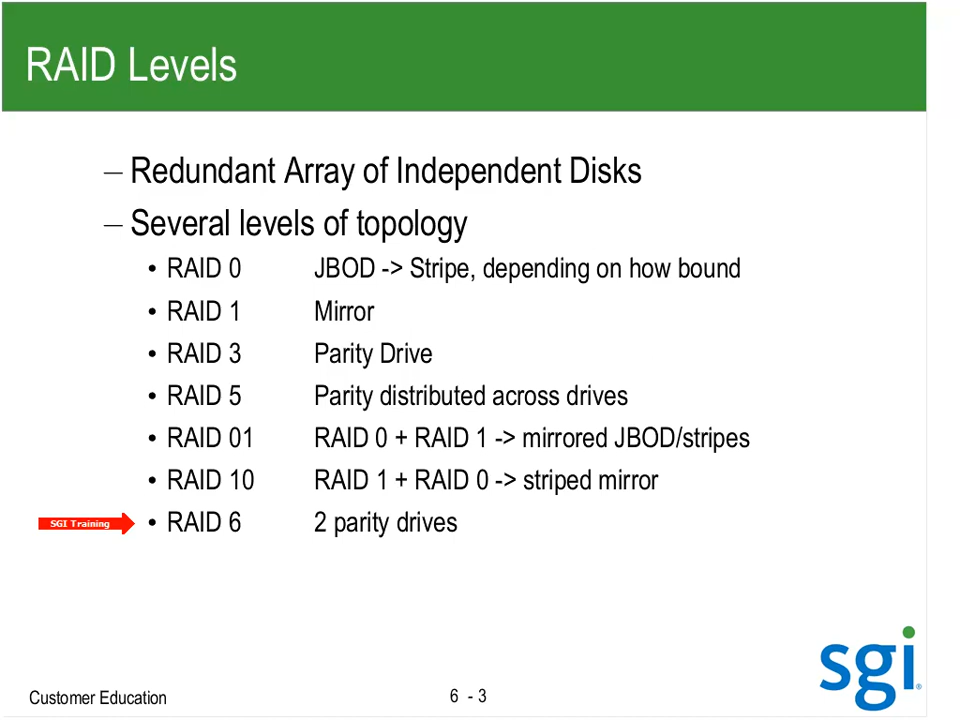 RAID Levels
– Redundant Array of Independent Disks
– Several levels of topology
• RAID 0 JBOD -> Stripe, depending on how bound
• RAID 1 Mirror
• RAID 3 Parity Drive
• RAID 5 Parity distributed across drives
• RAID 01 RAID 0 + RAID 1 -> mirrored JBOD/stripes
• RAID 10 RAID 1 + RAID 0 -> striped mirror
SGI Training • RAID 6 2 parity drives
sgi®
Customer Education 6 - 3